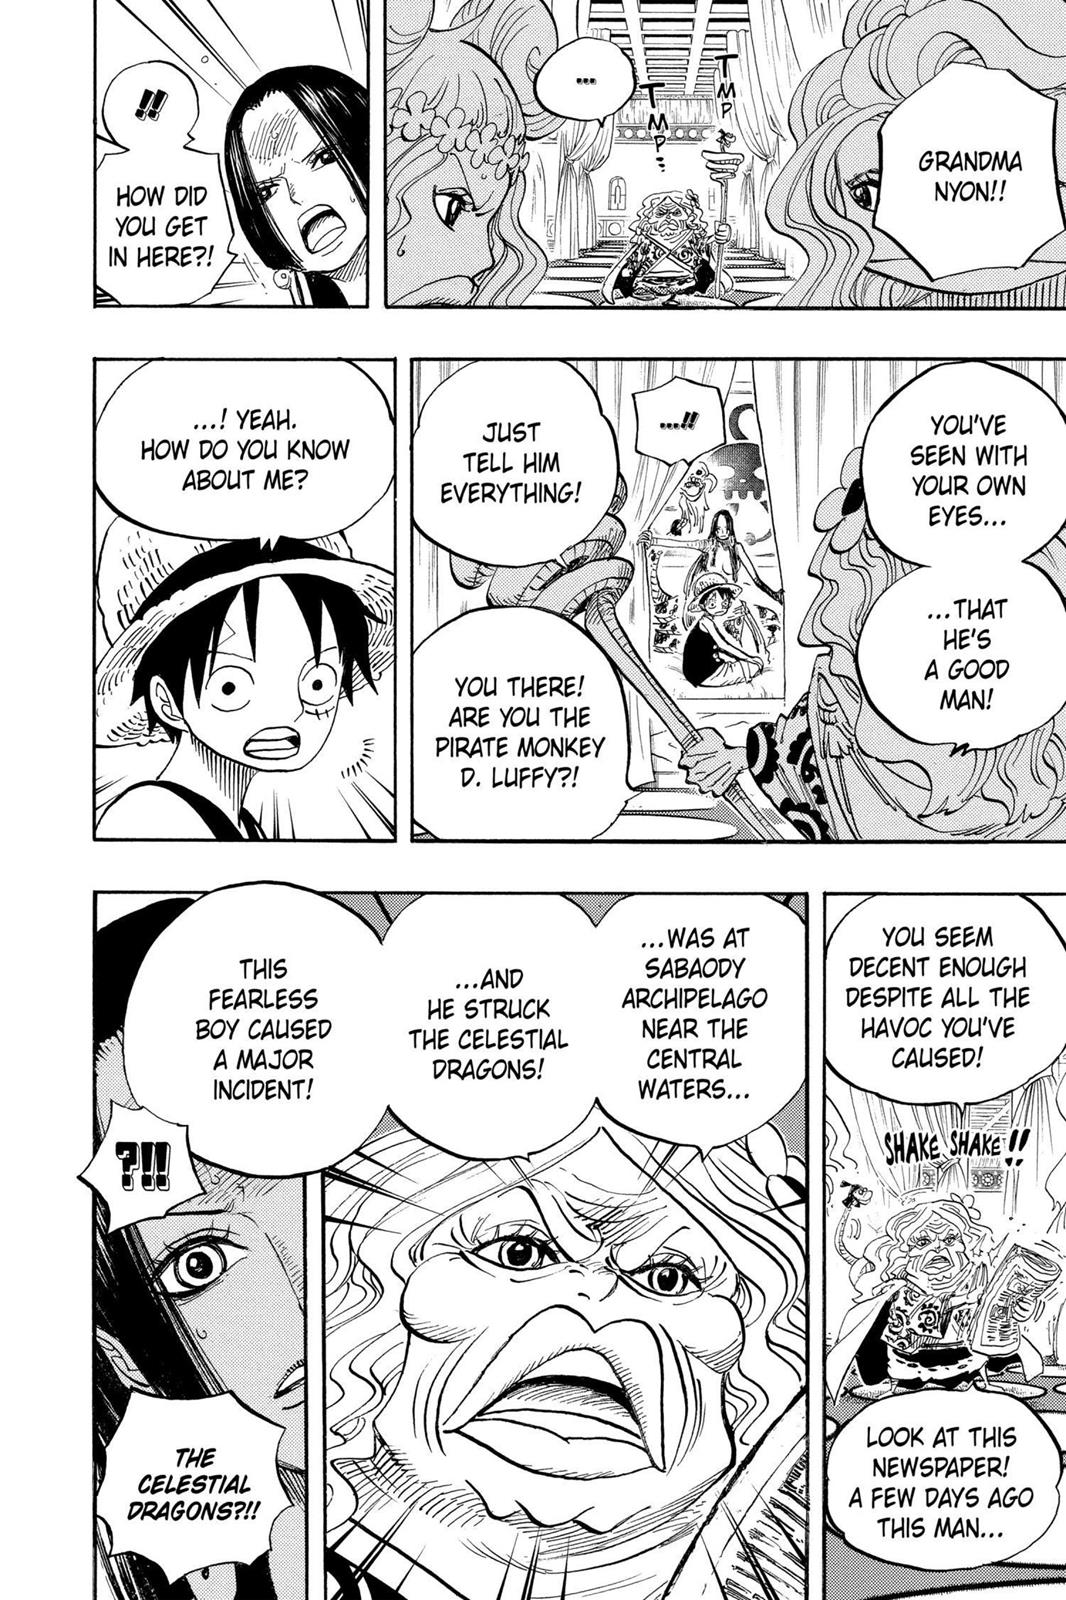 GRANDMA
NYON!!
TMP
TMP...
...
!!
HOW DID
YOU GET
IN HERE?!
YOU'VE
SEEN WITH
YOUR OWN
EYES...
...THAT
HE'S
A GOOD
MAN!
...!!
JUST
TELL HIM
EVERYTHING!
YOU THERE!
ARE YOU THE
PIRATE MONKEY
D. LUFFY?!
...! YEAH.
HOW DO YOU KNOW
ABOUT ME?
YOU SEEM
DECENT ENOUGH
DESPITE ALL THE
HAVOC YOU'VE
CAUSED!
SHAKE SHAKE!!
LOOK AT THIS
NEWSPAPER!
A FEW DAYS AGO
THIS MAN...
...WAS AT
SABAODY
ARCHIPELAGO
NEAR THE
CENTRAL
WATERS...
...AND
HE STRUCK
THE CELESTIAL
DRAGONS!
THIS
FEARLESS
BOY CAUSED
A MAJOR
INCIDENT!
?!!
THE
CELESTIAL
DRAGONS?!!